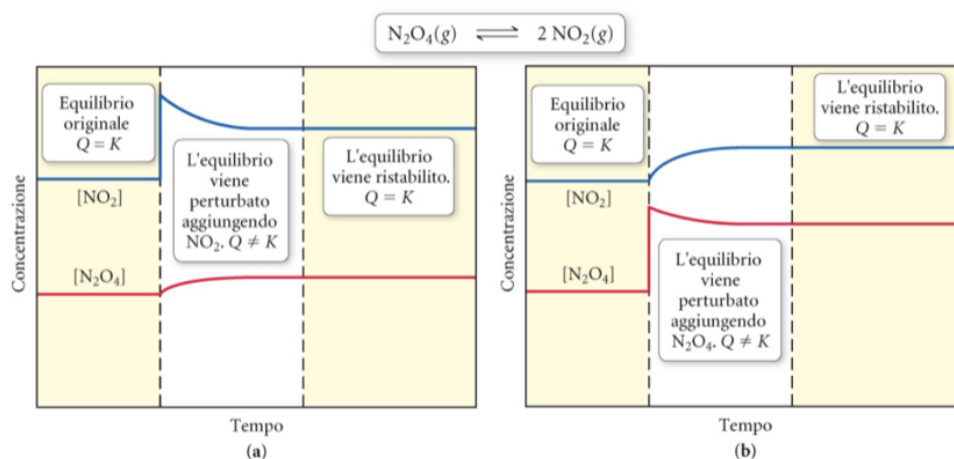 N₂O₄(g) ⇌ 2 NO₂(g)
Equilibrio
originale
Q = K
[NO₂]
[N₂O₄]
L'equilibrio
viene
perturbato
aggiungendo
NO₂. Q ≠ K
L'equilibrio
viene ristabilito.
Q = K
Concentrazione
Tempo
(a)
Equilibrio
originale
Q = K
[NO₂]
[N₂O₄]
L'equilibrio
viene
perturbato
aggiungendo
N₂O₄. Q ≠ K
L'equilibrio
viene ristabilito.
Q = K
Concentrazione
Tempo
(b)